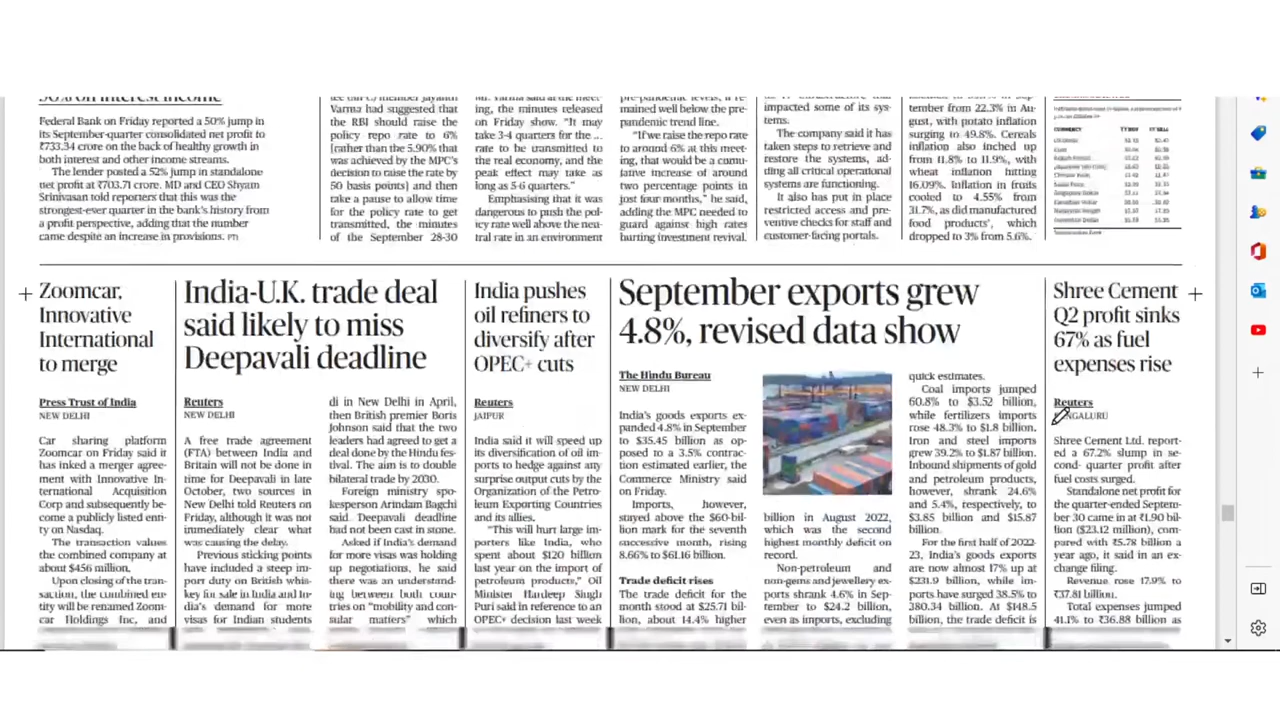 Federal Bank on Friday reported a 50% jump in
its September-quarter consolidated net profit to
₹733.34 crore on the back of healthy growth in
both interest and other income streams.
The lender posted a 52% jump in standalone
net profit at ₹703.71 crore. MD and CEO Shyam
Srinivasan told reporters that this was the
strongest-ever quarter in the bank's history from
a profit perspective, adding that the number
came despite an increase in provisions. PTI
Varma had suggested that
the RBI should raise the
policy repo rate to 6%
[rather than the 5.90% that
was achieved by the MPC's
decision to raise the rate by
50 basis points] and then
take a pause to allow time
for the policy rate to get
transmitted, the minutes
of the September 28-30
ing, the minutes released
on Friday show. "It may
take 3-4 quarters for the ...
rate to be transmitted to
the real economy, and the
peak effect may take as
long as 5-6 quarters."
Emphasising that it was
dangerous to push the pol-
icy rate well above the neu-
tral rate in an environment
mained well below the pre-
pandemic trend line.
"If we raise the repo rate
to around 6% at this meet-
ing, that would be a cumu-
lative increase of around
two percentage points in
just four months," he said,
adding the MPC needed to
guard against high rates
hurting investment revival.
impacted some of its sys-
tems.
The company said it has
taken steps to retrieve and
restore the systems, ad-
ding all critical operational
systems are functioning.
It also has put in place
restricted access and pre-
ventive checks for staff and
customer-facing portals.
tember from 22.3% in Au-
gust, with potato inflation
surging to 49.8%. Cereals
inflation also inched up
from 11.8% to 11.9%, with
wheat inflation hitting
16.09%. Inflation in fruits
cooled to 4.55% from
31.7%, as did manufactured
food products', which
dropped to 3% from 5.6%.
CURRENCY TT BUY TT SELL
Zoomcar,
Innovative
International
to merge
Press Trust of India
NEW DELHI
Car sharing platform
Zoomcar on Friday said it
has inked a merger agree-
ment with Innovative In-
ternational Acquisition
Corp and subsequently be-
come a publicly listed enti-
ty on Nasdaq.
The transaction values
the combined company at
about $456 million.
Upon closing of the tran-
saction, the combined en-
tity will be renamed Zoom-
car Holdings Inc, and
India-U.K. trade deal
said likely to miss
Deepavali deadline
Reuters
NEW DELHI
A free trade agreement
(FTA) between India and
Britain will not be done in
time for Deepavali in late
October, two sources in
New Delhi told Reuters on
Friday, although it was not
immediately clear what
was causing the delay.
Previous sticking points
have included a steep im-
port duty on British whis-
key for sale in India and In-
dia's demand for more
visas for Indian students
di in New Delhi in April,
then British premier Boris
Johnson said that the two
leaders had agreed to get a
deal done by the Hindu fes-
tival. The aim is to double
bilateral trade by 2030.
Foreign ministry spo-
kesperson Arindam Bagchi
said. Deepavali deadline
had not been cast in stone.
Asked if India's demand
for more visas was holding
up negotiations, he said
there was an understand-
ing between both coun-
tries on "mobility and con-
sular matters" which
India pushes
oil refiners to
diversify after
OPEC+ cuts
Reuters
JAIPUR
India said it will speed up
its diversification of oil im-
ports to hedge against any
surprise output cuts by the
Organization of the Petro-
leum Exporting Countries
and its allies.
"This will hurt large im-
porters like India, who
spent about $120 billion
last year on the import of
petroleum products," Oil
Minister Hardeep Singh
Puri said in reference to an
OPEC+ decision last week
September exports grew
4.8%, revised data show
The Hindu Bureau
NEW DELHI
India's goods exports ex-
panded 4.8% in September
to $35.45 billion as op-
posed to a 3.5% contrac-
tion estimated earlier, the
Commerce Ministry said
on Friday.
Imports, however,
stayed above the $60-bil-
lion mark for the seventh
successive month, rising
8.66% to $61.16 billion.
Trade deficit rises
The trade deficit for the
month stood at $25.71 bil-
lion, about 14.4% higher
billion in August 2022,
which was the second
highest monthly deficit on
record.
Non-petroleum and
non-gems and jewellery ex-
ports shrank 4.6% in Sep-
tember to $24.2 billion,
even as imports, excluding
quick estimates.
Coal imports jumped
60.8% to $3.52 billion,
while fertilizers imports
rose 48.3% to $1.8 billion.
Iron and steel imports
grew 39.2% to $1.87 billion.
Inbound shipments of gold
and petroleum products,
however, shrank 24.6%
and 5.4%, respectively, to
$3.85 billion and $15.87
billion.
For the first half of 2022-
23, India's goods exports
are now almost 17% up at
$231.9 billion, while im-
ports have surged 38.6% to
380.34 billion. At $148.5
billion, the trade deficit is
Shree Cement
Q2 profit sinks
67% as fuel
expenses rise
Reuters
NGALURU
Shree Cement Ltd. report-
ed a 67.2% slump in se-
cond- quarter profit after
fuel costs surged.
Standalone net profit for
the quarter-ended Septem-
ber 30 came in at ₹1.90 bil-
lion ($23.12 million), com-
pared with ₹5.78 billion a
year ago, it said in an ex-
change filing.
Revenue rose 17.9% to
₹37.81 billion.
Total expenses jumped
41.1% to ₹36.88 billion as